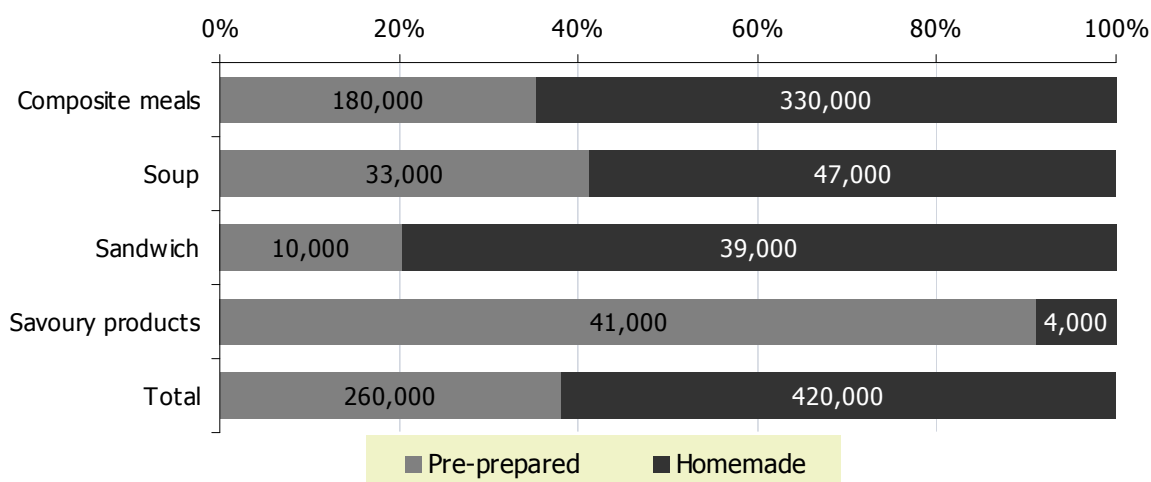 0% 20% 40% 60% 80% 100%
Composite meals 180,000 330,000
Soup 33,000 47,000
Sandwich 10,000 39,000
Savoury products 41,000 4,000
Total 260,000 420,000
Pre-prepared Homemade